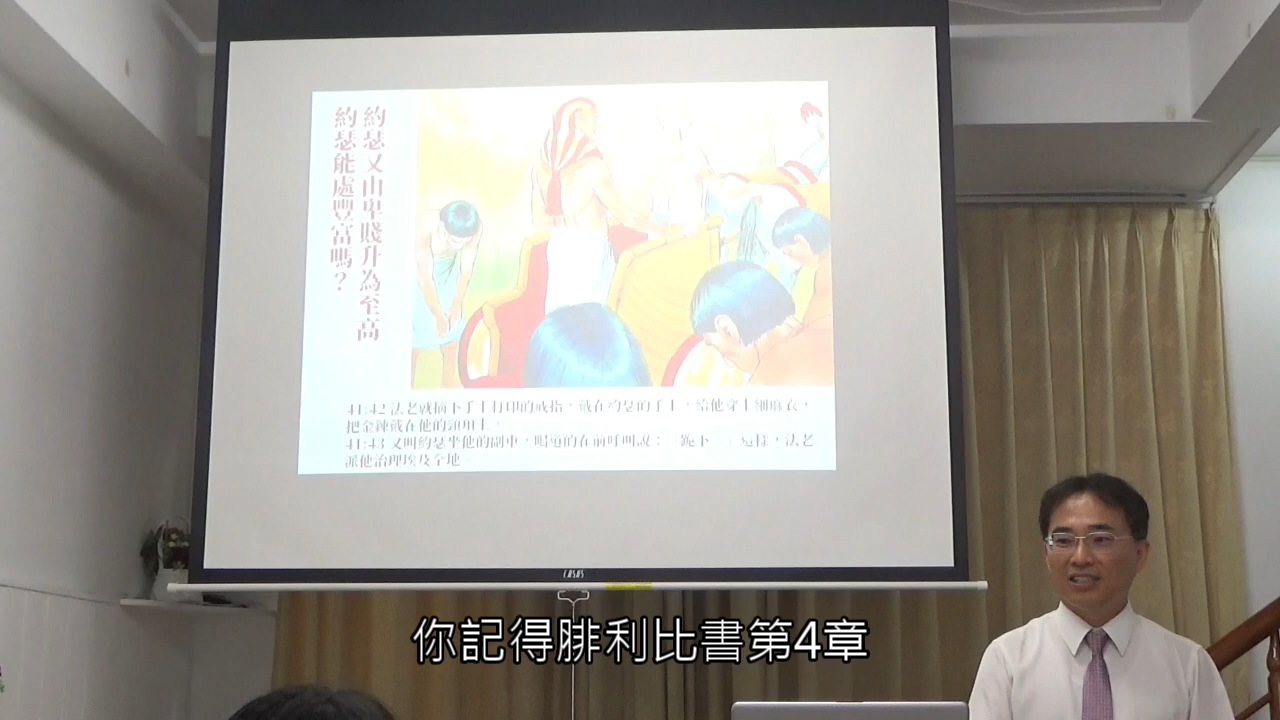 約瑟又由卑賤升為至高
約瑟能處豐富嗎？
41:42 法老就摘下手上打印的戒指，戴在約瑟的手上，給他穿上細麻衣，
把金鍊戴在他的頸項上，
41:43 又叫約瑟坐他的副車，喝道的在前呼叫說：「跪下 」這樣，法老
派他治理埃及全地
CASOS
你記得腓利比書第4章